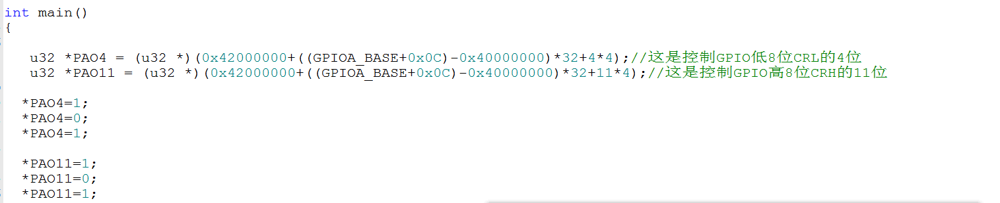 int main()
{
u32 *PAO4 = (u32 *)(0x42000000+((GPIOA_BASE+0x0C)-0x40000000)*32+4*4);//这是控制GPIO低8位CRL的4位
u32 *PAO11 = (u32 *)(0x42000000+((GPIOA_BASE+0x0C)-0x40000000)*32+11*4);//这是控制GPIO高8位CRH的11位
*PAO4=1;
*PAO4=0;
*PAO4=1;
*PAO11=1;
*PAO11=0;
*PAO11=1;